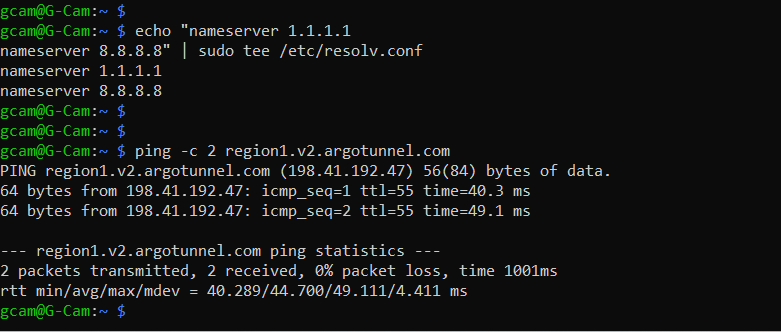 gcam@G-Cam:~ $
gcam@G-Cam:~ $ echo "nameserver 1.1.1.1
nameserver 8.8.8.8" | sudo tee /etc/resolv.conf
nameserver 1.1.1.1
nameserver 8.8.8.8
gcam@G-Cam:~ $
gcam@G-Cam:~ $
gcam@G-Cam:~ $ ping -c 2 region1.v2.argotunnel.com
PING region1.v2.argotunnel.com (198.41.192.47) 56(84) bytes of data.
64 bytes from 198.41.192.47: icmp_seq=1 ttl=55 time=40.3 ms
64 bytes from 198.41.192.47: icmp_seq=2 ttl=55 time=49.1 ms

--- region1.v2.argotunnel.com ping statistics ---
2 packets transmitted, 2 received, 0% packet loss, time 1001ms
rtt min/avg/max/mdev = 40.289/44.700/49.111/4.411 ms
gcam@G-Cam:~ $